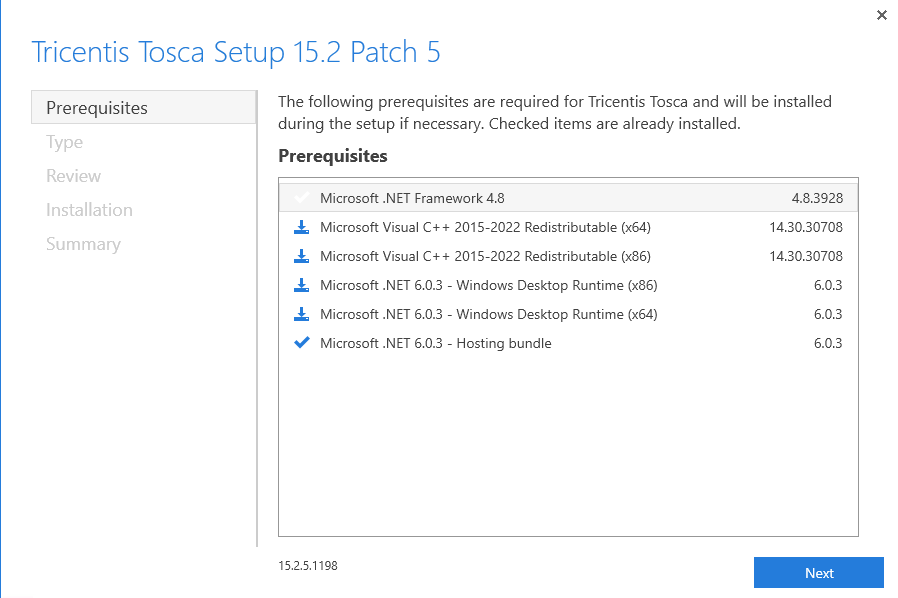 Tricentis Tosca Setup 15.2 Patch 5
Prerequisites
Type
Review
Installation
Summary
The following prerequisites are required for Tricentis Tosca and will be installed
during the setup if necessary. Checked items are already installed.
Prerequisites
Microsoft .NET Framework 4.8 4.8.3928
Microsoft Visual C++ 2015-2022 Redistributable (x64) 14.30.30708
Microsoft Visual C++ 2015-2022 Redistributable (x86) 14.30.30708
Microsoft .NET 6.0.3 - Windows Desktop Runtime (x86) 6.0.3
Microsoft .NET 6.0.3 - Windows Desktop Runtime (x64) 6.0.3
Microsoft .NET 6.0.3 - Hosting bundle 6.0.3
15.2.5.1198
Next